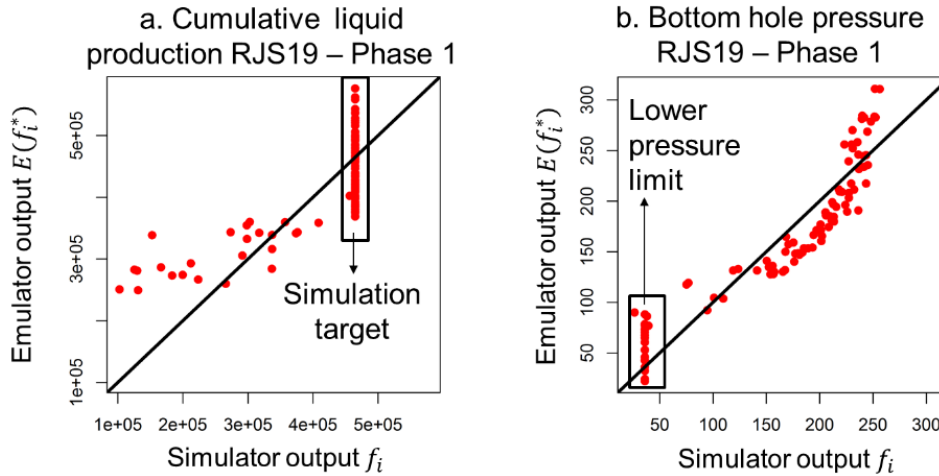 a. Cumulative liquid
production RJS19 – Phase 1
Emulator output E(f_i^*)
5e+05
3e+05
1e+05
Simulation
target
1e+05 2e+05 3e+05 4e+05 5e+05
Simulator output f_i
b. Bottom hole pressure
RJS19 – Phase 1
Emulator output E(f_i^*)
300
250
200
150
100
50
Lower
pressure
limit
50 100 150 200 250 300
Simulator output f_i